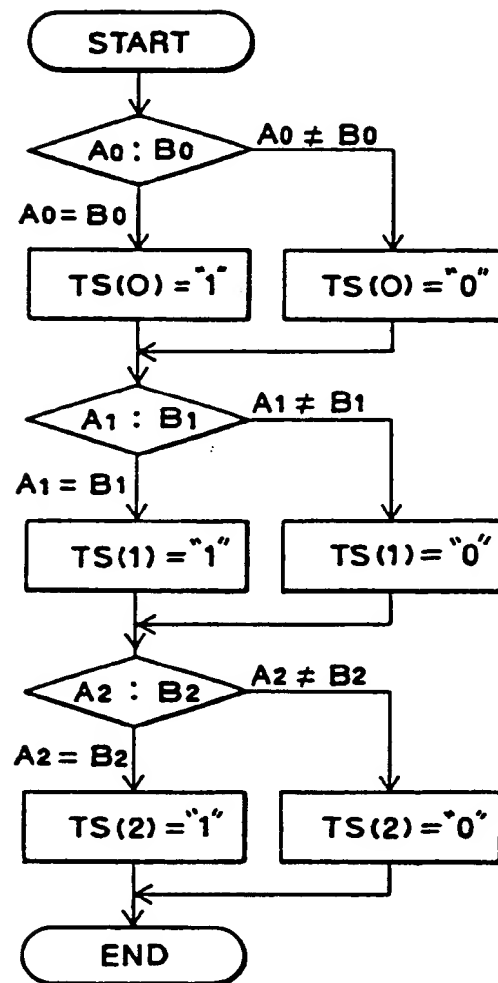 START
A0 : B0
A0 ≠ B0
A0 = B0
TS(0) = "1"
TS(0) = "0"
A1 : B1
A1 ≠ B1
A1 = B1
TS(1) = "1"
TS(1) = "0"
A2 : B2
A2 ≠ B2
A2 = B2
TS(2) = "1"
TS(2) = "0"
END